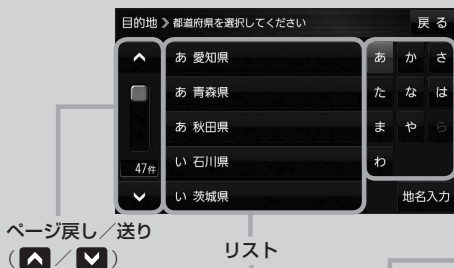 目的地 》都道府県を選択してください 戻 る
あ 愛知県 あ か さ
あ 青森県 た な は
あ 秋田県 ま や ら
47件 い 石川県 わ
い 茨城県 地名入力
ページ戻し／送り
（ ／ ）
リスト